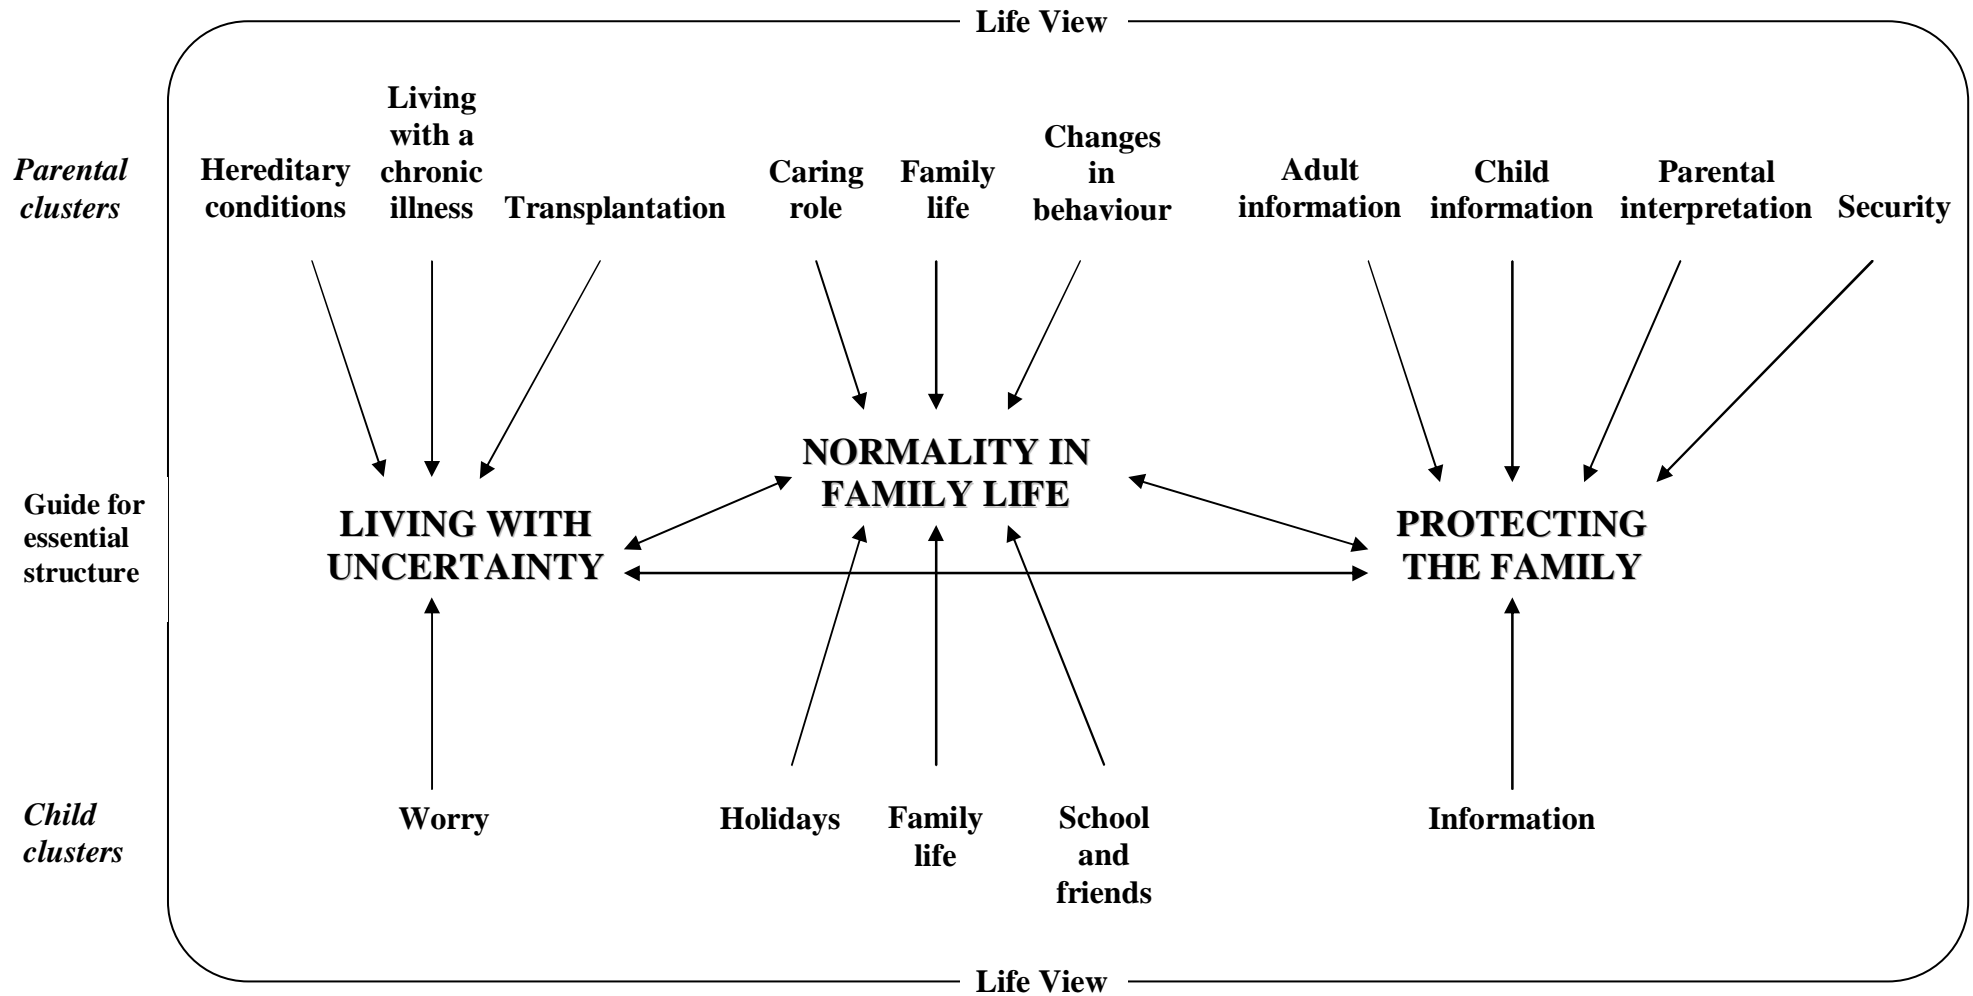 Life View
Parental
clusters
Hereditary
conditions
Living
with a
chronic
illness
Transplantation
Caring
role
Family
life
Changes
in
behaviour
Adult
information
Child
information
Parental
interpretation
Security
Guide for
essential
structure
LIVING WITH
UNCERTAINTY
NORMALITY IN
FAMILY LIFE
PROTECTING
THE FAMILY
Child
clusters
Worry
Holidays
Family
life
School
and
friends
Information
Life View